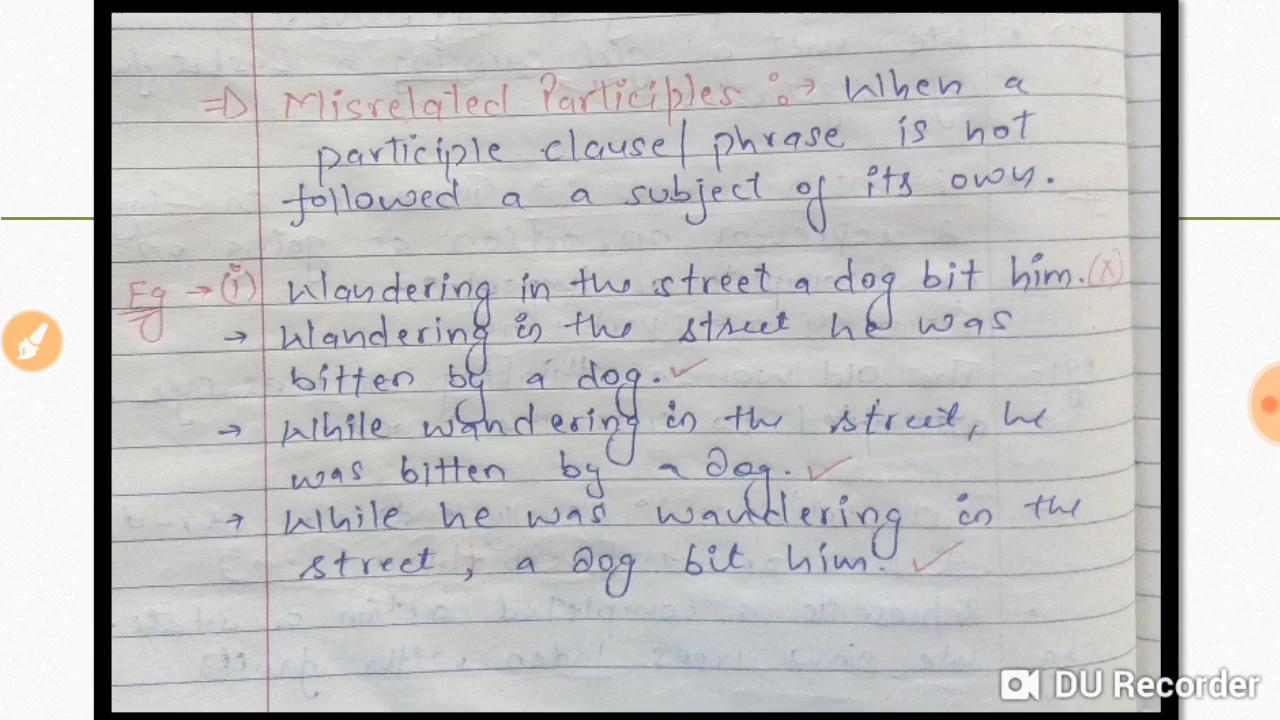 ⇒ Misrelated Participles :→ When a
participle clause/ phrase is not
followed a a subject of its own.
Eg → (i) Wandering in the street a dog bit him. (x)
→ Wandering in the street he was
bitten by a dog. ✓
→ While wandering in the street, he
was bitten by a dog. ✓
→ While he was wandering in the
street, a dog bit him. ✓
DU Recorder